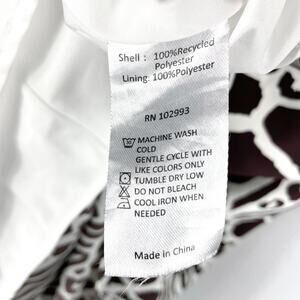 Shell : 100%Recycled
Polyester
Lining: 100%Polyester
RN 102993
MACHINE WASH
COLD
GENTLE CYCLE WITH
LIKE COLORS ONLY
TUMBLE DRY LOW
DO NOT BLEACH
COOL IRON WHEN
NEEDED
Made in China